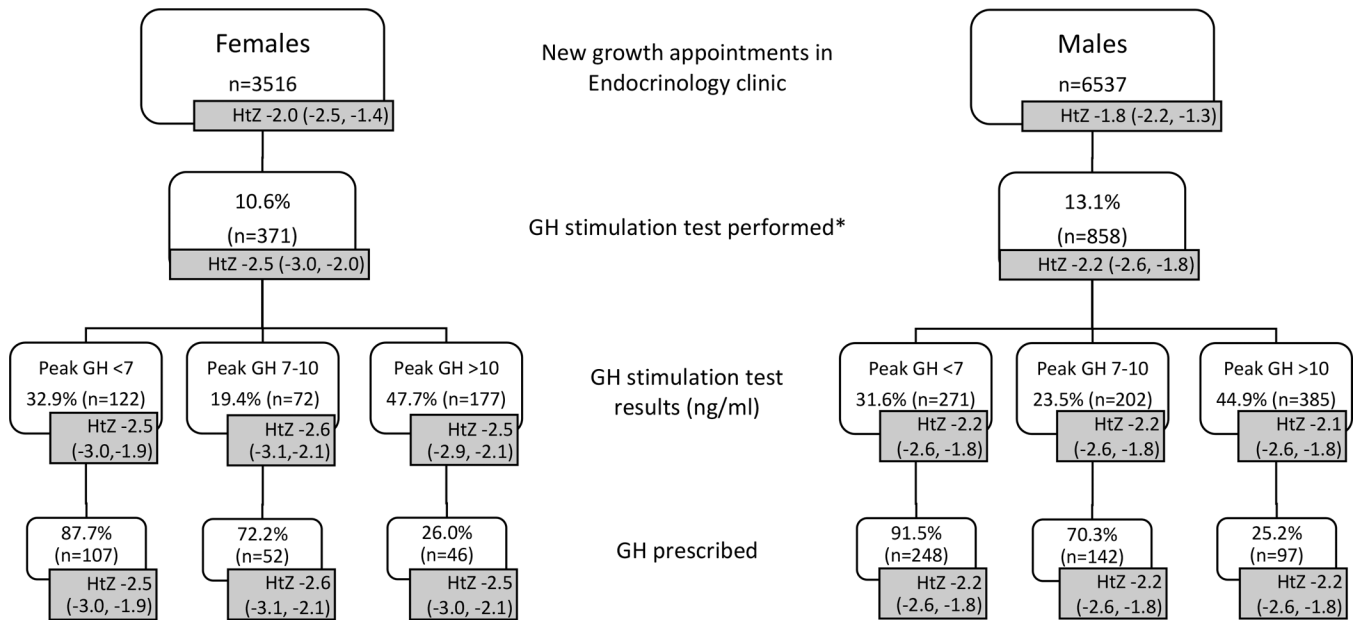 Females
n=3516
HtZ -2.0 (-2.5, -1.4)
New growth appointments in
Endocrinology clinic
Males
n=6537
HtZ -1.8 (-2.2, -1.3)
10.6%
(n=371)
HtZ -2.5 (-3.0, -2.0)
GH stimulation test performed*
13.1%
(n=858)
HtZ -2.2 (-2.6, -1.8)
Peak GH <7
32.9% (n=122)
HtZ -2.5
(-3.0,-1.9)
Peak GH 7-10
19.4% (n=72)
HtZ -2.6
(-3.1,-2.1)
Peak GH >10
47.7% (n=177)
HtZ -2.5
(-2.9, -2.1)
GH stimulation test
results (ng/ml)
Peak GH <7
31.6% (n=271)
HtZ -2.2
(-2.6, -1.8)
Peak GH 7-10
23.5% (n=202)
HtZ -2.2
(-2.6, -1.8)
Peak GH >10
44.9% (n=385)
HtZ -2.1
(-2.6, -1.8)
87.7%
(n=107)
HtZ -2.5
(-3.0, -1.9)
72.2%
(n=52)
HtZ -2.6
(-3.1, -2.1)
26.0%
(n=46)
HtZ -2.5
(-3.0, -2.1)
GH prescribed
91.5%
(n=248)
HtZ -2.2
(-2.6, -1.8)
70.3%
(n=142)
HtZ -2.2
(-2.6, -1.8)
25.2%
(n=97)
HtZ -2.2
(-2.6, -1.8)